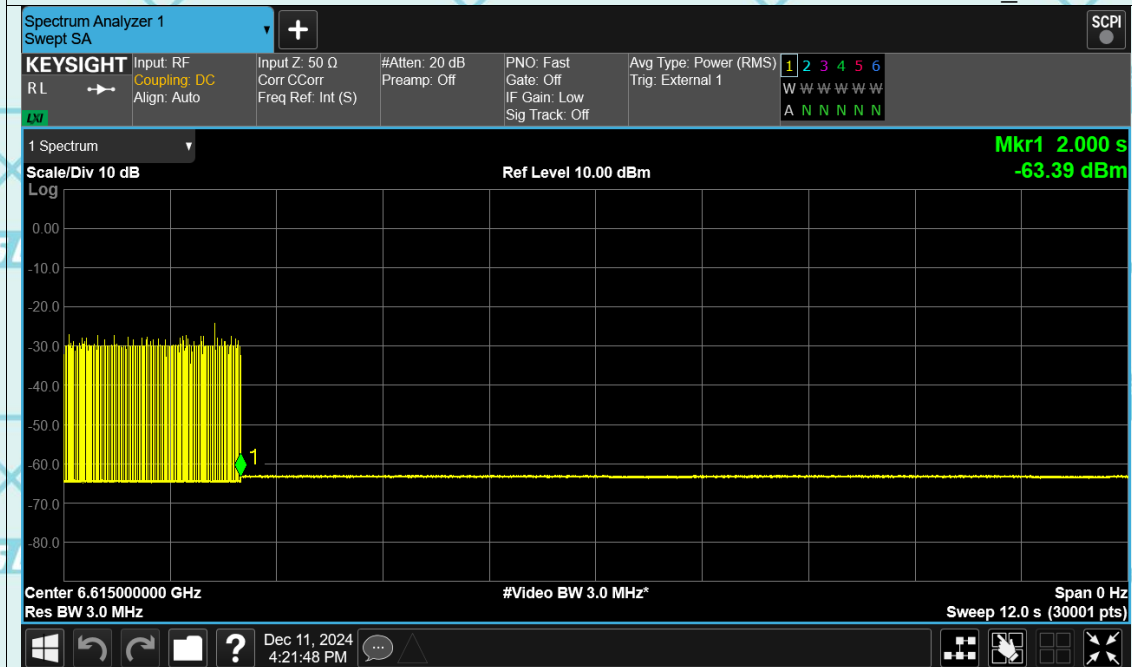 Spectrum Analyzer 1
Swept SA
+
SCPI
KEYSIGHT
RL
LXI
Input: RF
Coupling: DC
Align: Auto
Input Z: 50 Ω
Corr CCorr
Freq Ref: Int (S)
#Atten: 20 dB
Preamp: Off
PNO: Fast
Gate: Off
IF Gain: Low
Sig Track: Off
Avg Type: Power (RMS)
Trig: External 1
1 2 3 4 5 6
W W W W W W
A N N N N N
1 Spectrum
Mkr1 2.000 s
-63.39 dBm
Scale/Div 10 dB
Ref Level 10.00 dBm
Log
0.00
-10.0
-20.0
-30.0
-40.0
-50.0
-60.0
-70.0
-80.0
1
Center 6.615000000 GHz
#Video BW 3.0 MHz*
Span 0 Hz
Res BW 3.0 MHz
Sweep 12.0 s (30001 pts)
?
Dec 11, 2024
4:21:48 PM